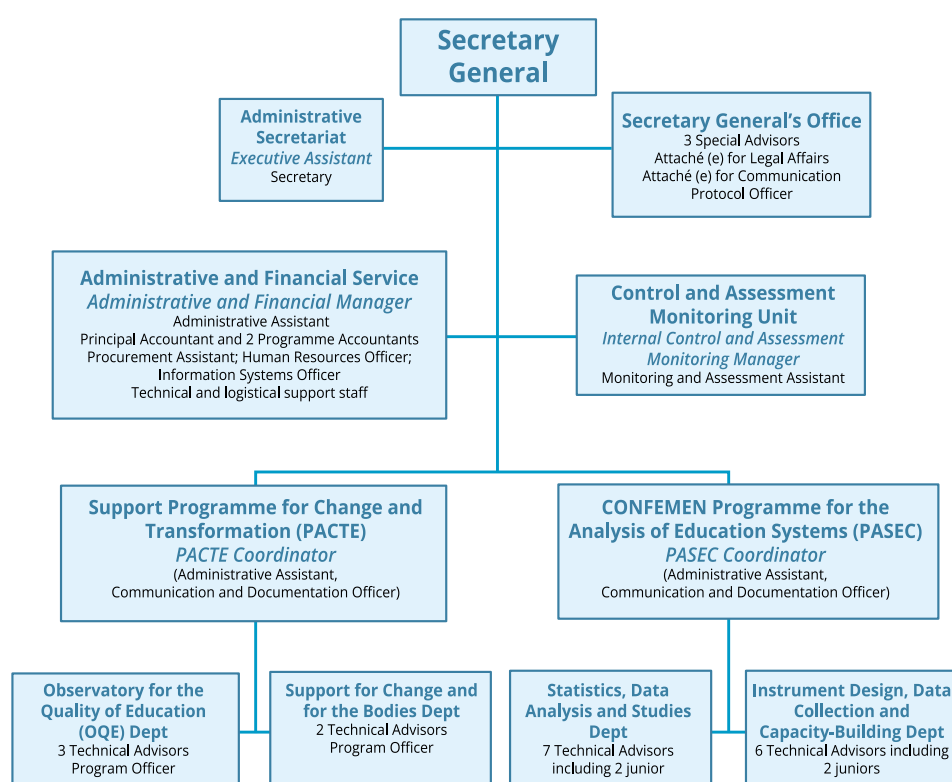 Secretary
General
Administrative
Secretariat
Executive Assistant
Secretary
Secretary General's Office
3 Special Advisors
Attaché (e) for Legal Affairs
Attaché (e) for Communication
Protocol Officer
Administrative and Financial Service
Administrative and Financial Manager
Administrative Assistant
Principal Accountant and 2 Programme Accountants
Procurement Assistant; Human Resources Officer;
Information Systems Officer
Technical and logistical support staff
Control and Assessment
Monitoring Unit
Internal Control and Assessment
Monitoring Manager
Monitoring and Assessment Assistant
Support Programme for Change and
Transformation (PACTE)
PACTE Coordinator
(Administrative Assistant,
Communication and Documentation Officer)
CONFEMEN Programme for the
Analysis of Education Systems (PASEC)
PASEC Coordinator
(Administrative Assistant,
Communication and Documentation Officer)
Observatory for the
Quality of Education
(OQE) Dept
3 Technical Advisors
Program Officer
Support for Change and
for the Bodies Dept
2 Technical Advisors
Program Officer
Statistics, Data
Analysis and Studies
Dept
7 Technical Advisors
including 2 junior
Instrument Design, Data
Collection and
Capacity-Building Dept
6 Technical Advisors including
2 juniors